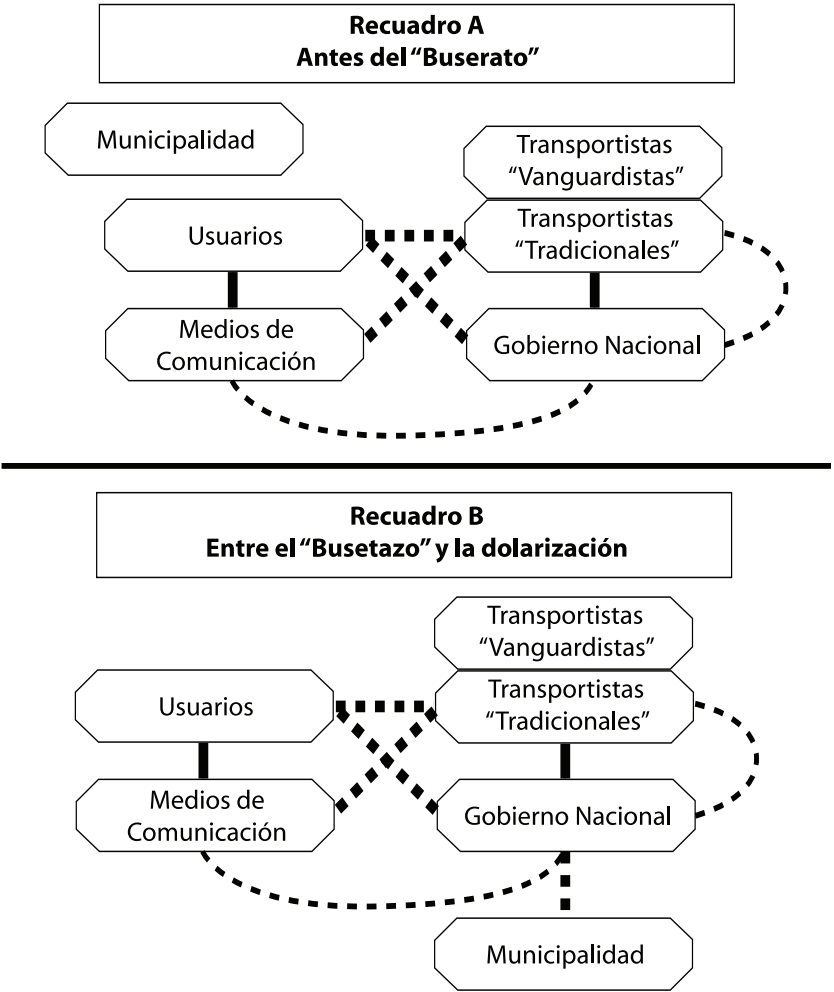 Recuadro A
Antes del “Buserato”
Municipalidad
Transportistas
“Vanguardistas”
Usuarios
Transportistas
“Tradicionales”
Medios de
Comunicación
Gobierno Nacional
Recuadro B
Entre el “Busetazo” y la dolarización
Transportistas
“Vanguardistas”
Usuarios
Transportistas
“Tradicionales”
Medios de
Comunicación
Gobierno Nacional
Municipalidad